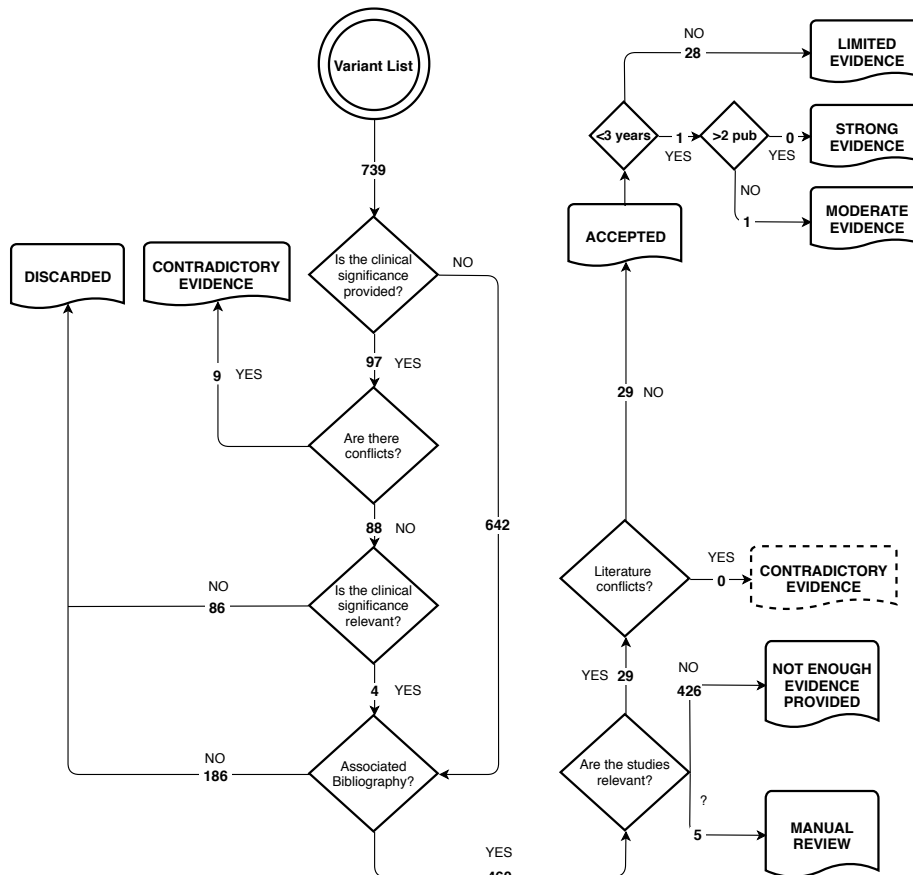 Variant List
739
Is the clinical
significance
provided?
NO
97 YES
DISCARDED
CONTRADICTORY
EVIDENCE
9 YES
Are there
conflicts?
88 NO
642
Is the clinical
significance
relevant?
NO
86
4 YES
Associated
Bibliography?
NO
186
YES
460
Are the studies
relevant?
NO
426
NOT ENOUGH
EVIDENCE
PROVIDED
?
5
MANUAL
REVIEW
YES 29
Literature
conflicts?
YES
0
CONTRADICTORY
EVIDENCE
29 NO
ACCEPTED
<3 years
NO
28
LIMITED
EVIDENCE
1
YES
>2 pub
0
YES
STRONG
EVIDENCE
NO
1
MODERATE
EVIDENCE